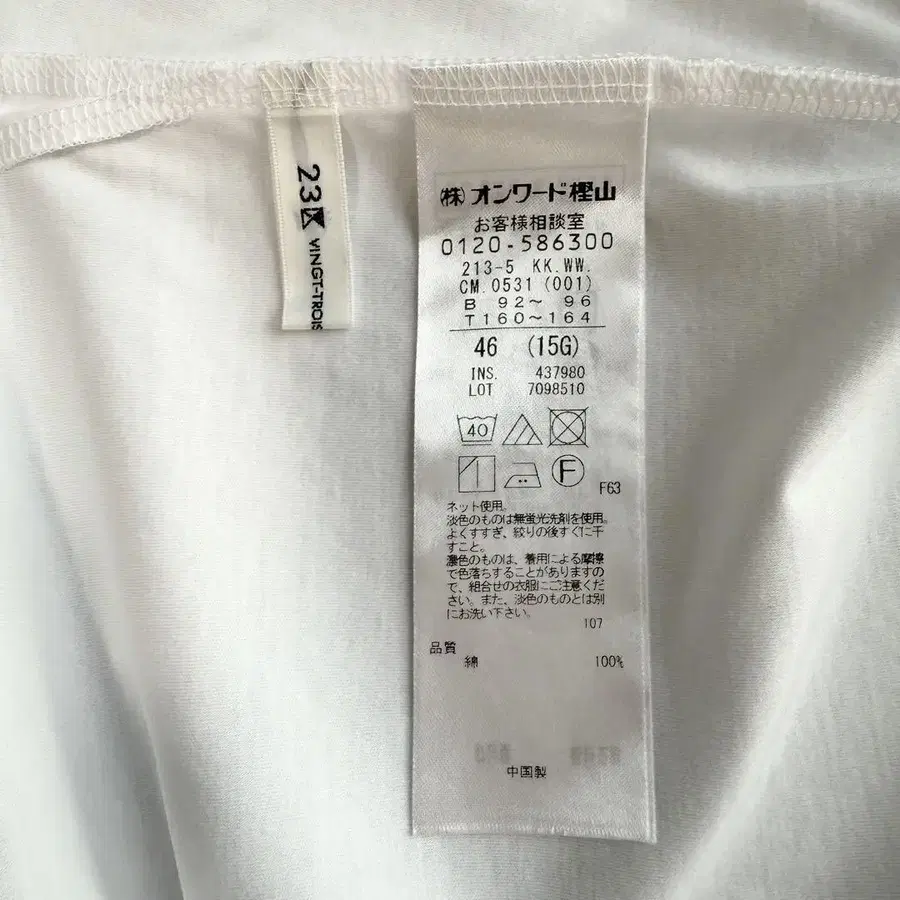 23K VINGT-TROIS
(株)オンワード樫山
お客様相談室
0120-586300
213-5 KK.WW.
CM.0531 (001)
B 92～ 96
T 160～164
46 (15G)
INS. 437980
LOT 7098510
40
F
F63
ネット使用。
淡色のものは無蛍光洗剤を使用。
よくすすぎ、絞りの後すぐに干
すこと。
濃色のものは、着用による摩擦
で色落ちすることがありますの
で、組合せの衣服にご注意くだ
さい。また、淡色のものとは別
にお洗い下さい。
107
品質
綿 100%
中国製